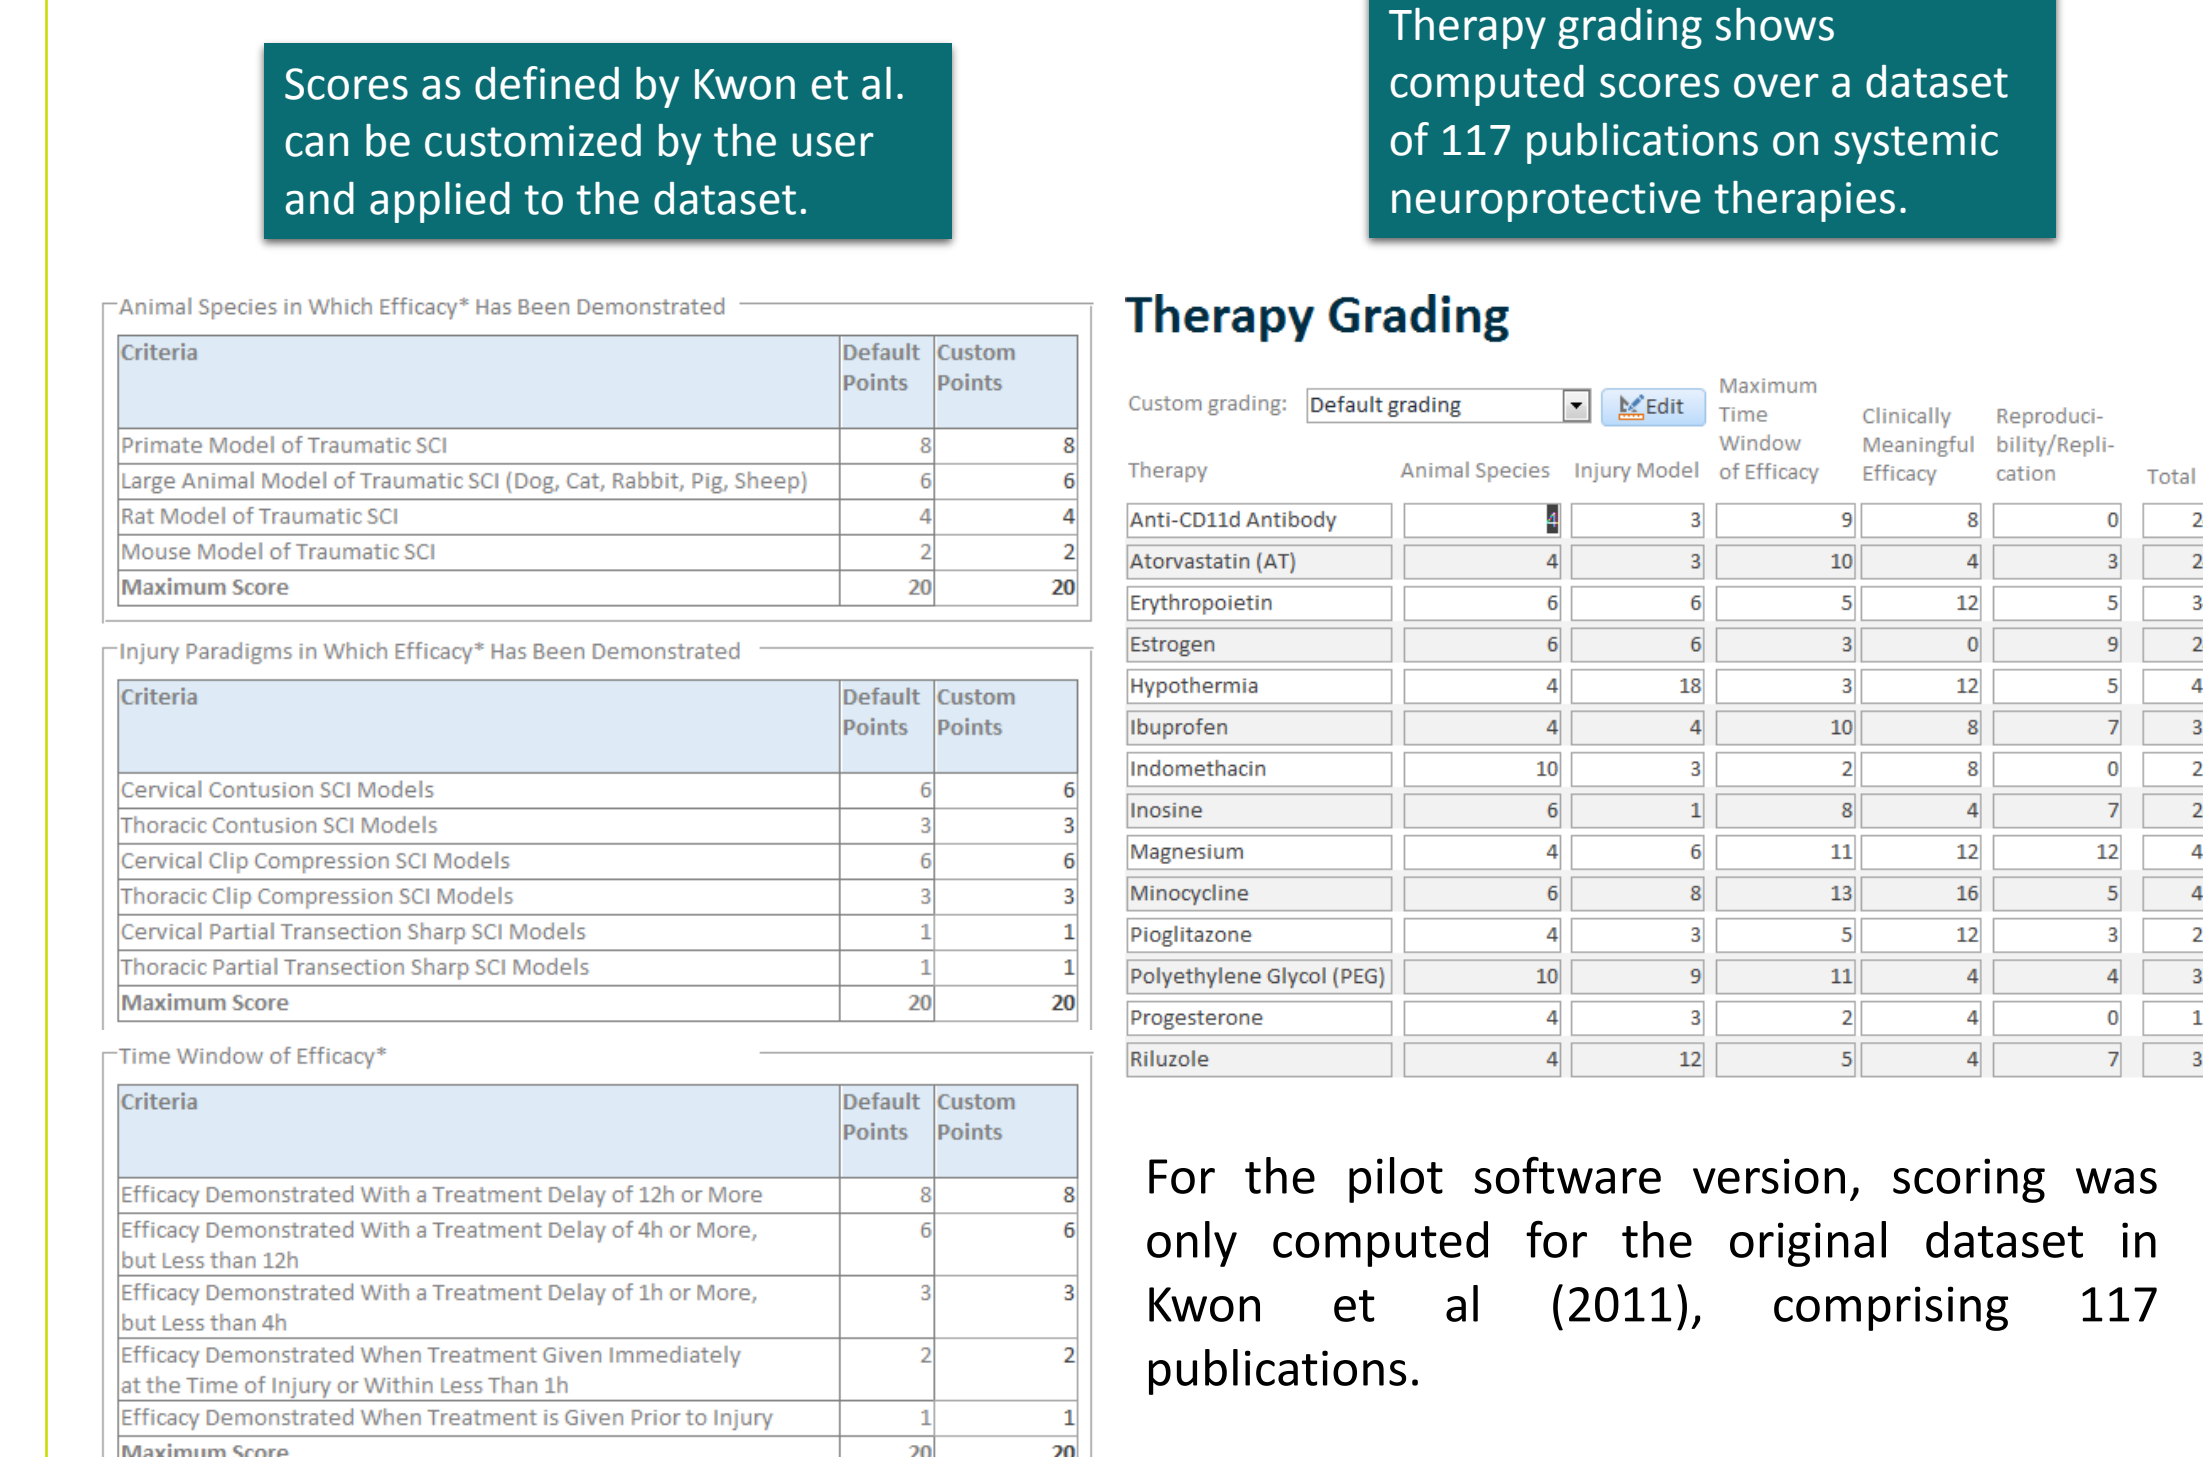 Scores as defined by Kwon et al.
can be customized by the user
and applied to the dataset.
Therapy grading shows
computed scores over a dataset
of 117 publications on systemic
neuroprotective therapies.
Animal Species in Which Efficacy* Has Been Demonstrated
Criteria Default Points Custom Points
Primate Model of Traumatic SCI 8 8
Large Animal Model of Traumatic SCI (Dog, Cat, Rabbit, Pig, Sheep) 6 6
Rat Model of Traumatic SCI 4 4
Mouse Model of Traumatic SCI 2 2
Maximum Score 20 20
Injury Paradigms in Which Efficacy* Has Been Demonstrated
Criteria Default Points Custom Points
Cervical Contusion SCI Models 6 6
Thoracic Contusion SCI Models 3 3
Cervical Clip Compression SCI Models 6 6
Thoracic Clip Compression SCI Models 3 3
Cervical Partial Transection Sharp SCI Models 1 1
Thoracic Partial Transection Sharp SCI Models 1 1
Maximum Score 20 20
Time Window of Efficacy*
Criteria Default Points Custom Points
Efficacy Demonstrated With a Treatment Delay of 12h or More 8 8
Efficacy Demonstrated With a Treatment Delay of 4h or More, 6 6
but Less than 12h
Efficacy Demonstrated With a Treatment Delay of 1h or More, 3 3
but Less than 4h
Efficacy Demonstrated When Treatment Given Immediately 2 2
at the Time of Injury or Within Less Than 1h
Efficacy Demonstrated When Treatment is Given Prior to Injury 1 1
Maximum Score 20 20
Therapy Grading
Custom grading: Default grading Edit
Therapy Animal Species Injury Model Maximum Time Window of Efficacy Clinically Meaningful Efficacy Reproduci-bility/Repli-cation Total
Anti-CD11d Antibody 4 3 9 8 0 2
Atorvastatin (AT) 4 3 10 4 3 2
Erythropoietin 6 6 5 12 5 3
Estrogen 6 6 3 0 9 2
Hypothermia 4 18 3 12 5 4
Ibuprofen 4 4 10 8 7 3
Indomethacin 10 3 2 8 0 2
Inosine 6 1 8 4 7 2
Magnesium 4 6 11 12 12 4
Minocycline 6 8 13 16 5 4
Pioglitazone 4 3 5 12 3 2
Polyethylene Glycol (PEG) 10 9 11 4 4 3
Progesterone 4 3 2 4 0 1
Riluzole 4 12 5 4 7 3
For the pilot software version, scoring was
only computed for the original dataset in
Kwon et al (2011), comprising 117
publications.